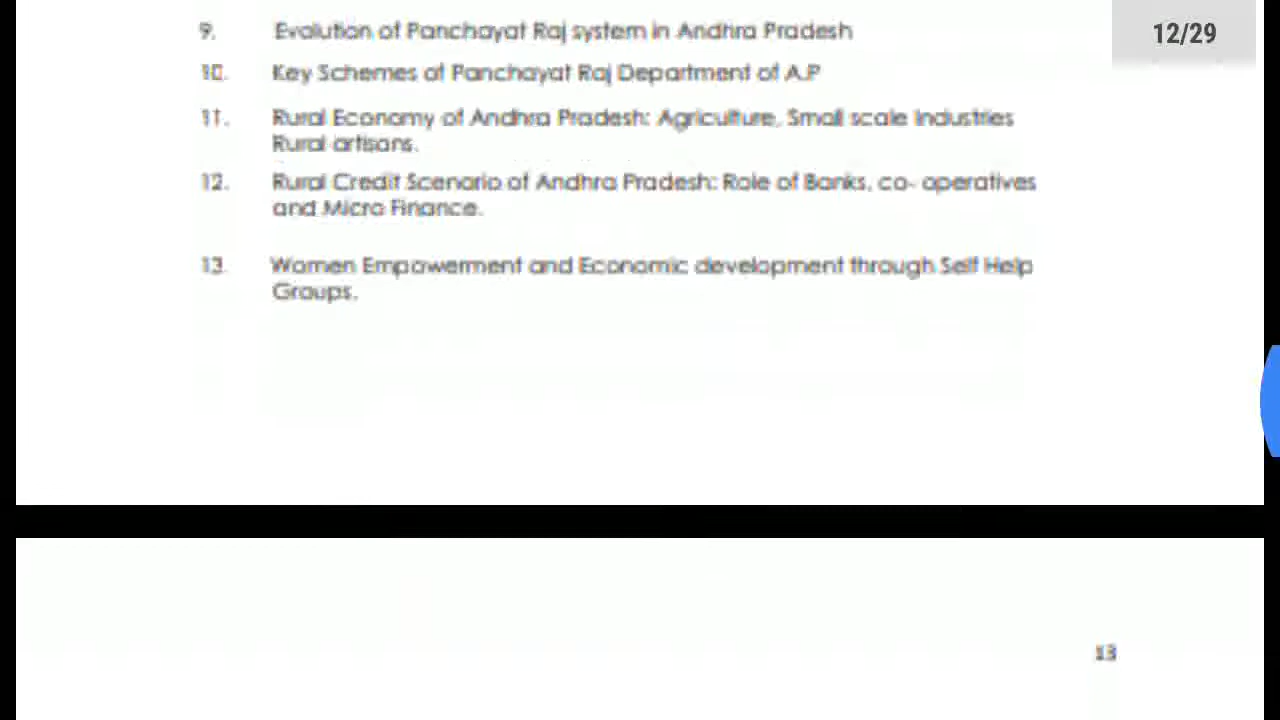 12/29
9. Evolution of Panchayat Raj system in Andhra Pradesh
10. Key Schemes of Panchayat Raj Department of A.P
11. Rural Economy of Andhra Pradesh: Agriculture, Small scale Industries
Rural artisans.
12. Rural Credit Scenario of Andhra Pradesh: Role of Banks, co- operatives
and Micro Finance.
13. Women Empowerment and Economic development through Self Help
Groups.
13